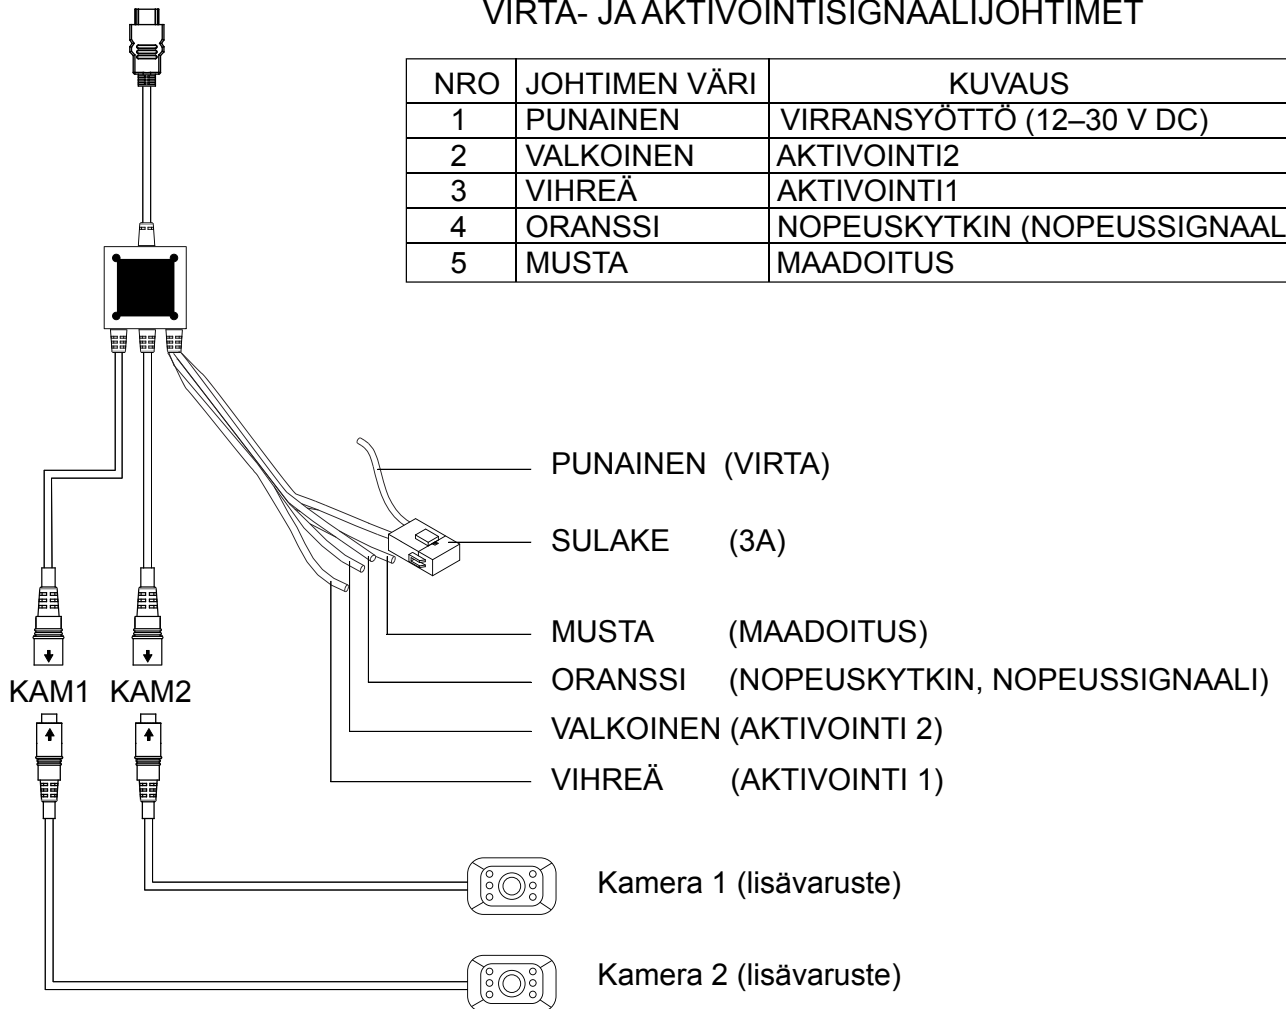 VIRTA- JA AKTIVOINTISIGNAALIJOHTIMET
NRO JOHTIMEN VÄRI KUVAUS
1 PUNAINEN VIRRANSYÖTTÖ (12–30 V DC)
2 VALKOINEN AKTIVOINTI2
3 VIHREÄ AKTIVOINTI1
4 ORANSSI NOPEUSKYTKIN (NOPEUSSIGNAAL
5 MUSTA MAADOITUS
PUNAINEN (VIRTA)
SULAKE (3A)
MUSTA (MAADOITUS)
ORANSSI (NOPEUSKYTKIN, NOPEUSSIGNAALI)
VALKOINEN (AKTIVOINTI 2)
VIHREÄ (AKTIVOINTI 1)
KAM1 KAM2
Kamera 1 (lisävaruste)
Kamera 2 (lisävaruste)